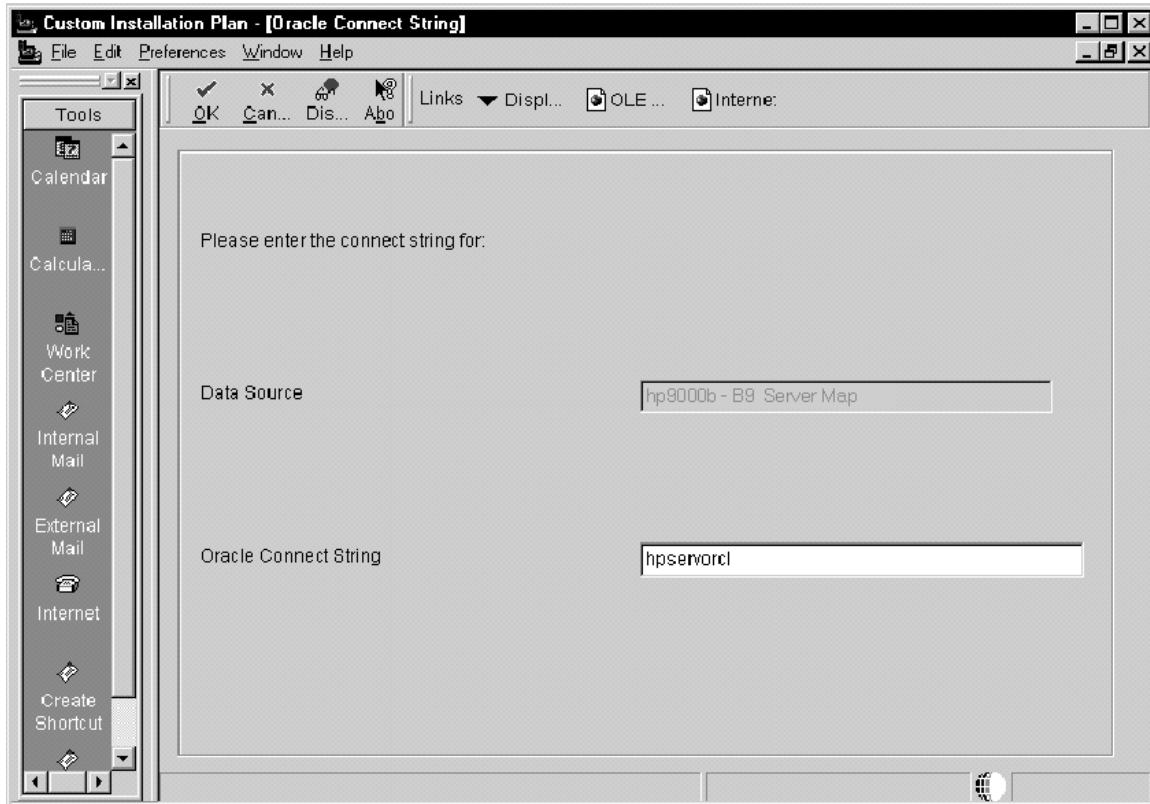 Custom Installation Plan - [Oracle Connect String]
File Edit Preferences Window Help
Tools
Calendar
Calcula...
Work
Center
Internal
Mail
External
Mail
Internet
Create
Shortcut
OK Can... Dis... Abo Links Displ... OLE ... Internet
Please enter the connect string for:
Data Source
hp9000b - B9 Server Map
Oracle Connect String
hpservorcl